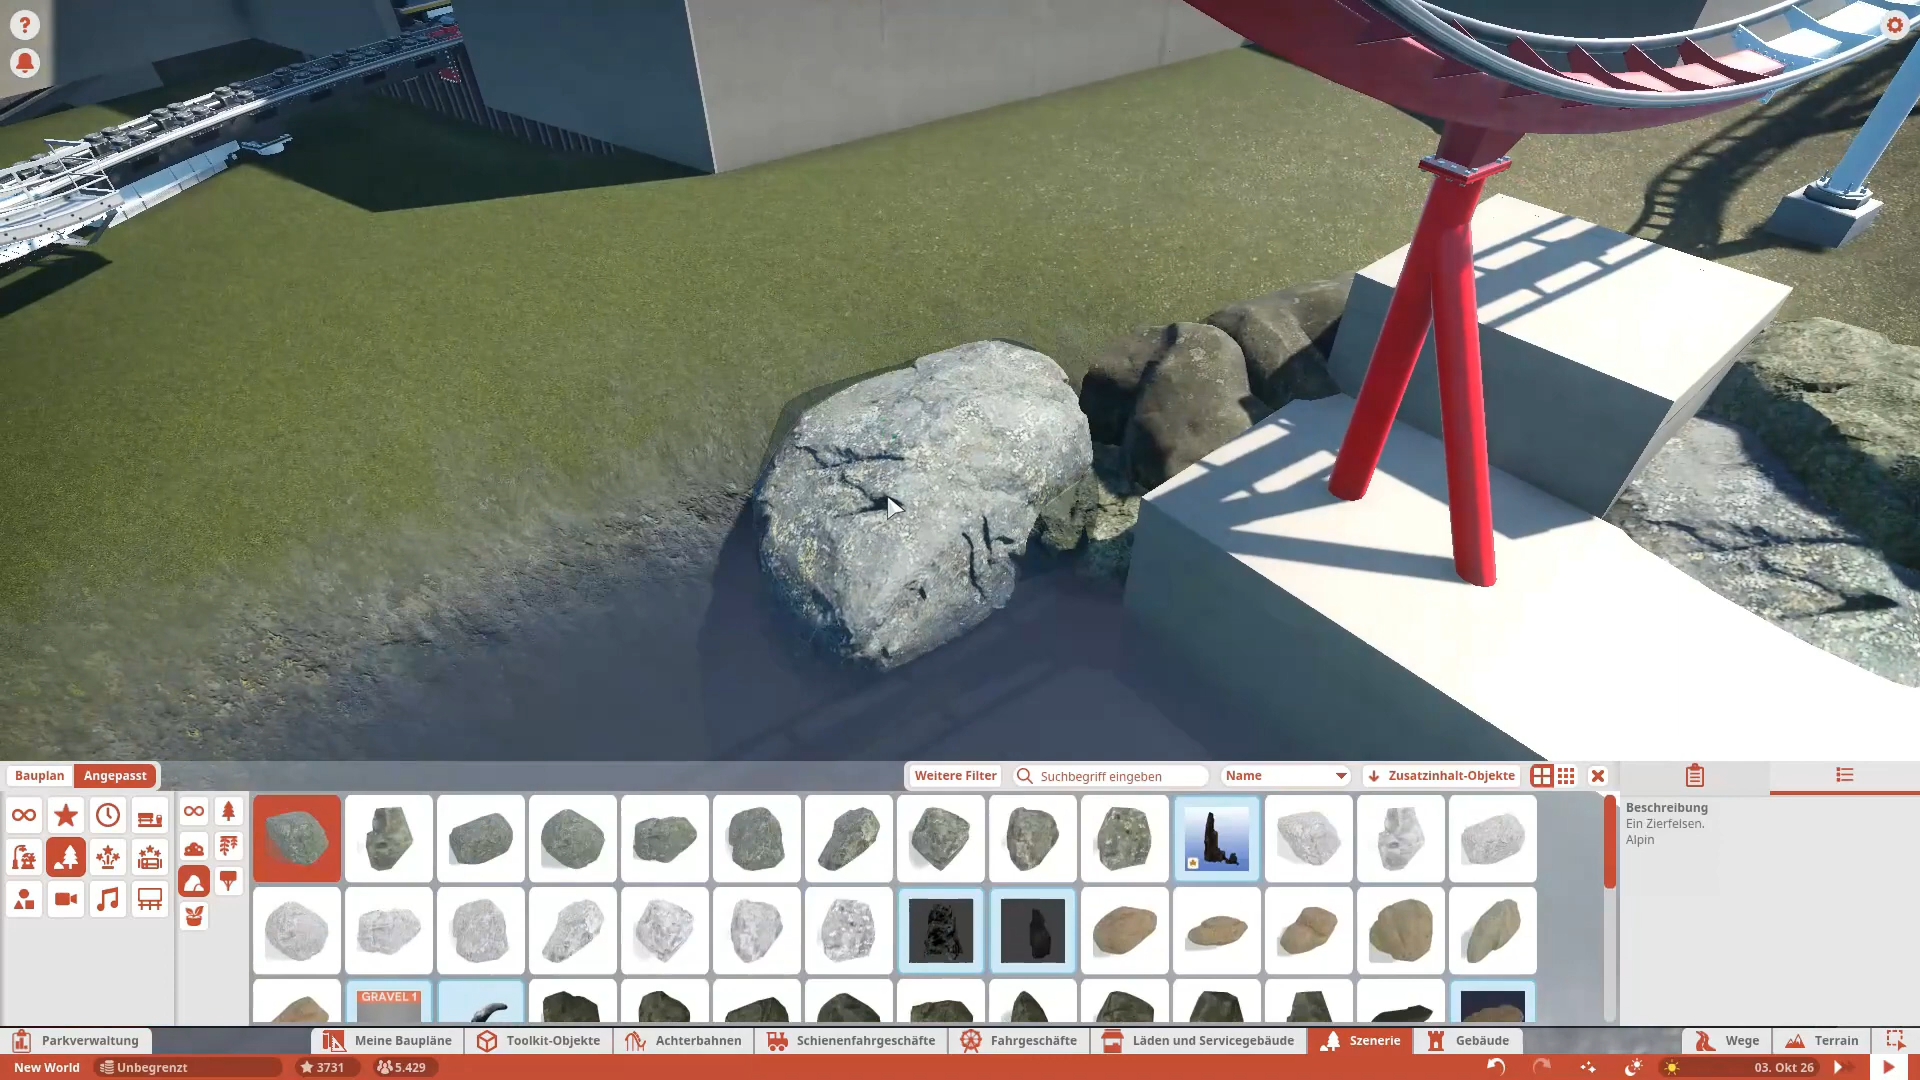 ?
Bauplan
Angepasst
Weitere Filter
Suchbegriff eingeben
Name
Zusatzinhalt-Objekte
Beschreibung
Ein Zierfelsen.
Alpin
GRAVEL 1
Parkverwaltung
Meine Baupläne
Toolkit-Objekte
Achterbahnen
Schienenfahrgeschäfte
Fahrgeschäfte
Läden und Servicegebäude
Szenerie
Gebäude
Wege
Terrain
New World
Unbegrenzt
3731
5.429
03. Okt 26